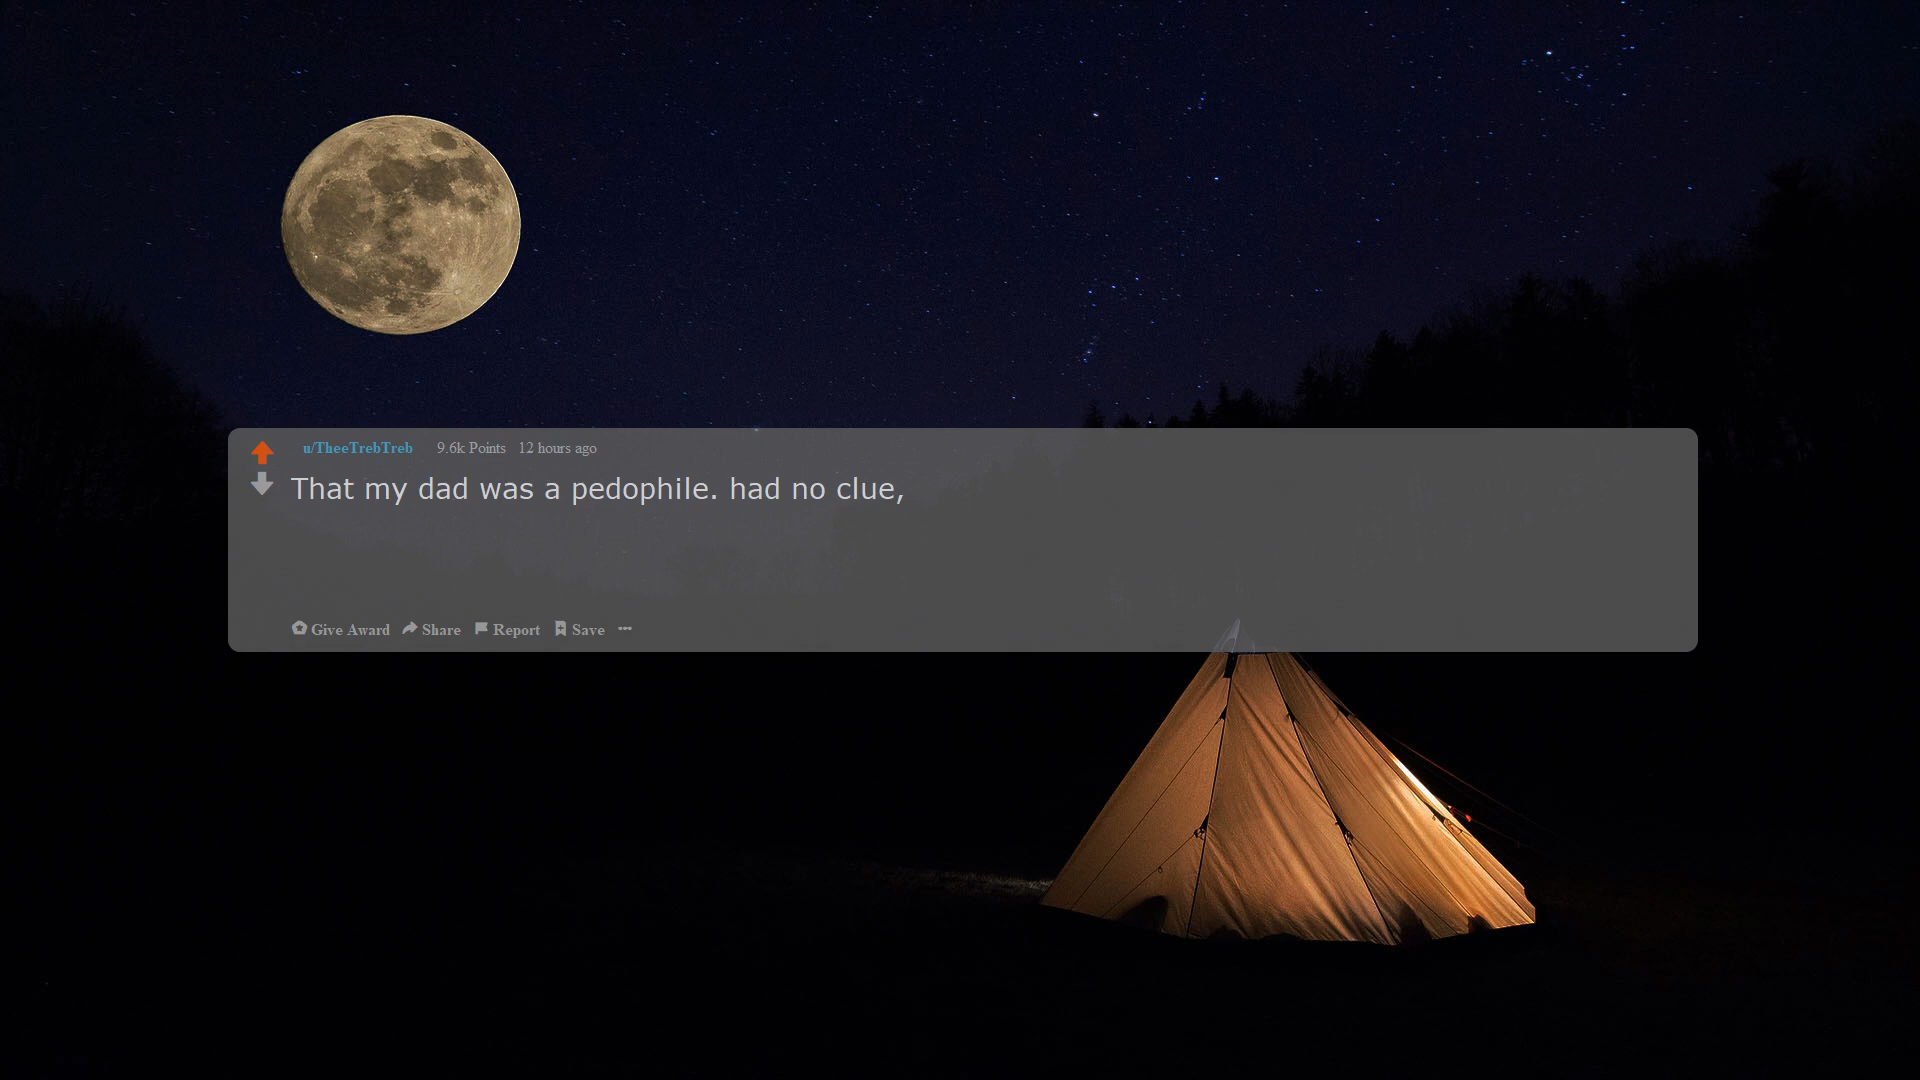 u/TheeTrebTreb 9.6k Points 12 hours ago
That my dad was a pedophile. had no clue,
Give Award Share Report Save ···